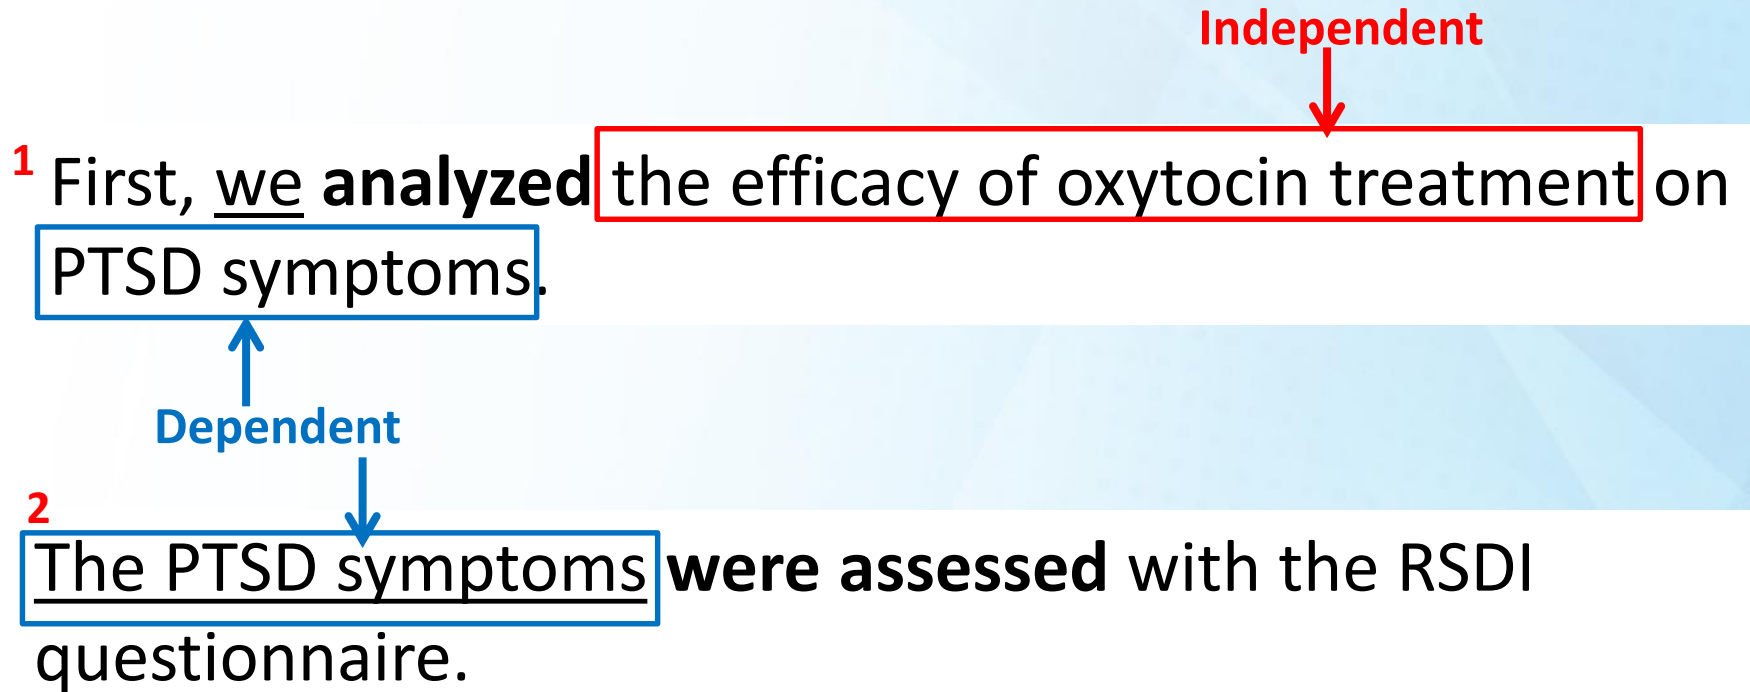 Independent
1 First, we analyzed the efficacy of oxytocin treatment on
PTSD symptoms.
Dependent
2
The PTSD symptoms were assessed with the RSDI
questionnaire.